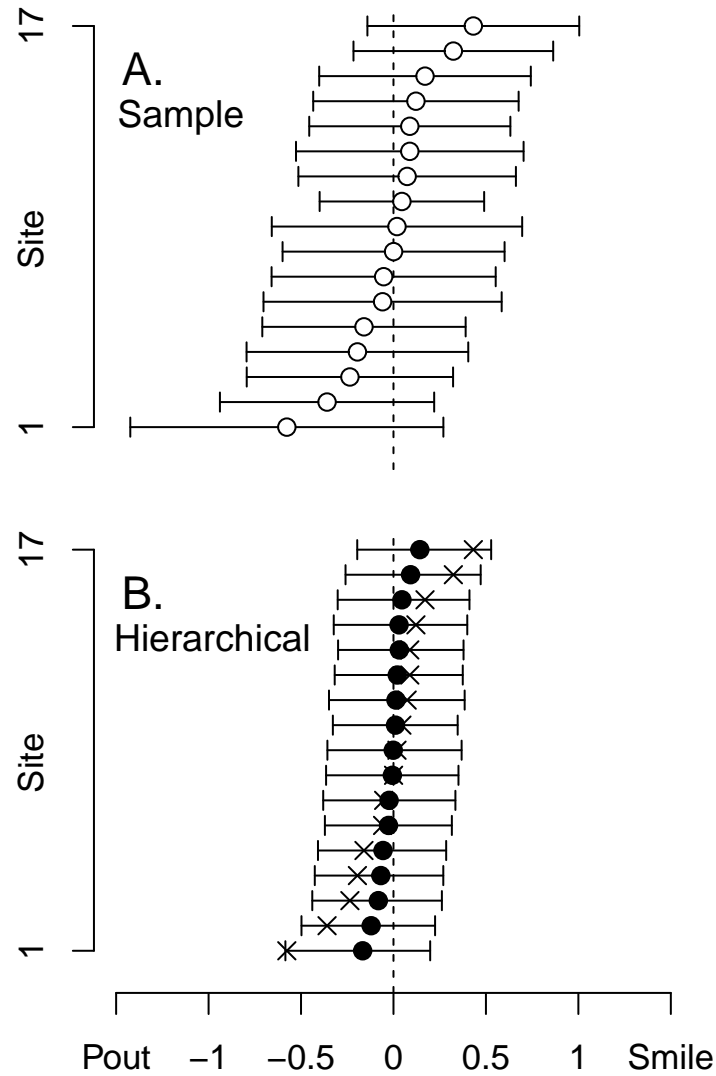 17
A.
Sample
Site
1
17
B.
Hierarchical
Site
1
Pout −1 −0.5 0 0.5 1 Smile